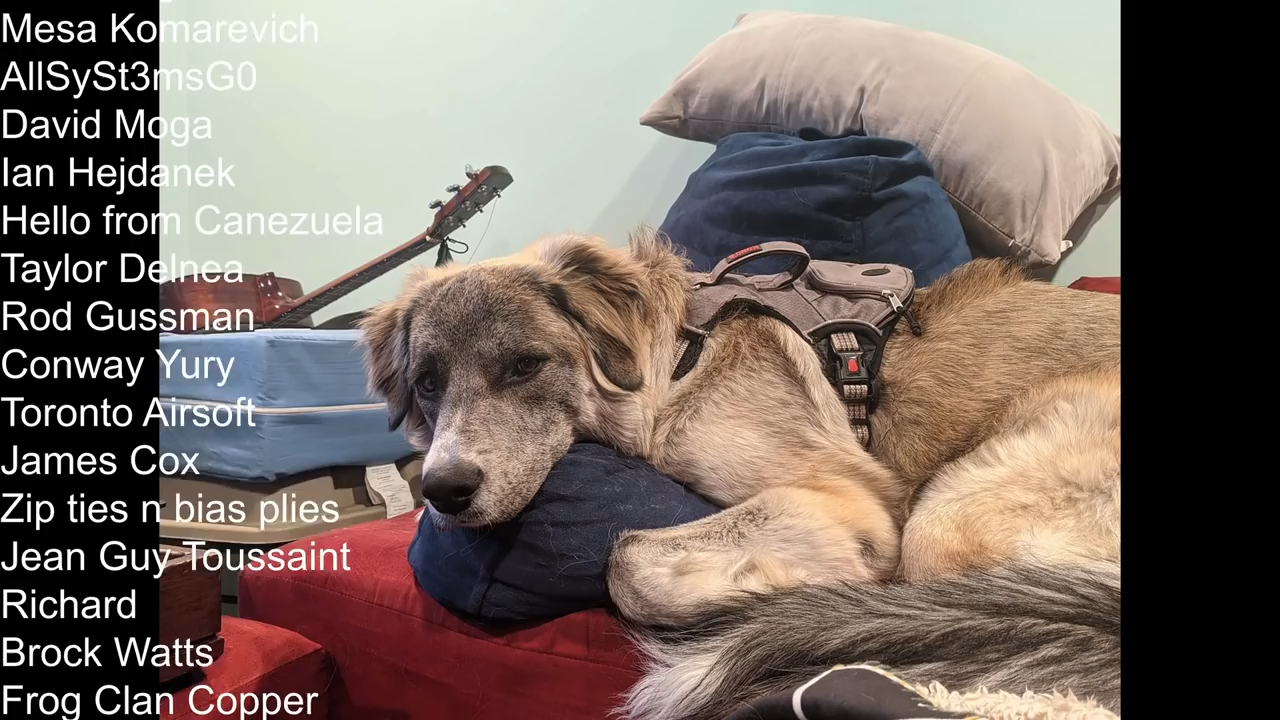 Mesa Komarevich
AllSySt3msG0
David Moga
Ian Hejdanek
Hello from Canezuela
Taylor Delnea
Rod Gussman
Conway Yury
Toronto Airsoft
James Cox
Zip ties n bias plies
Jean Guy Toussaint
Richard
Brock Watts
Frog Clan Copper